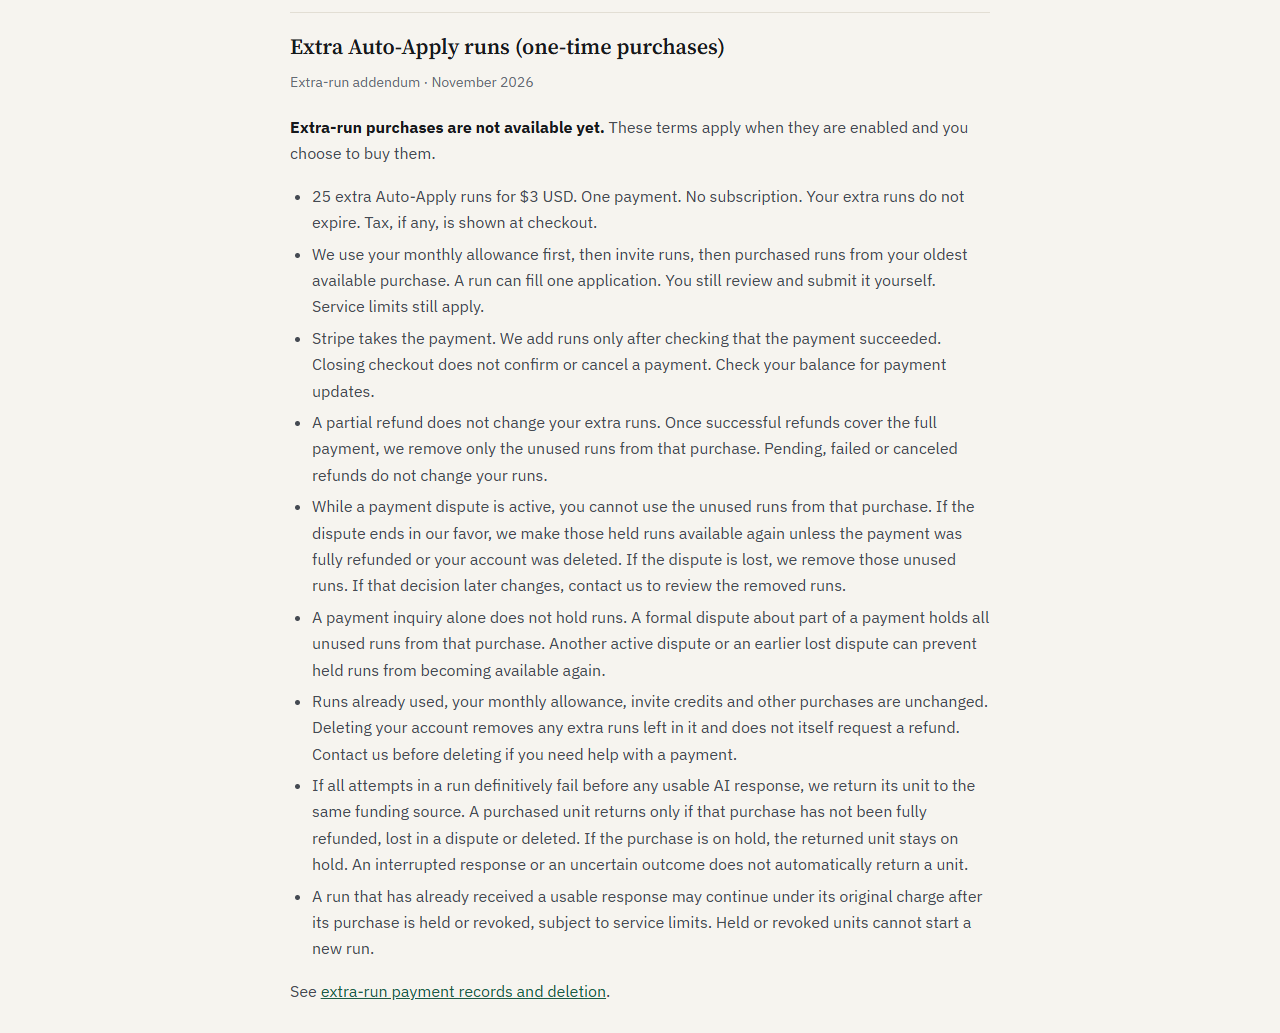 Extra Auto-Apply runs (one-time purchases)
Extra-run addendum · November 2026
Extra-run purchases are not available yet. These terms apply when they are enabled and you
choose to buy them.
• 25 extra Auto-Apply runs for $3 USD. One payment. No subscription. Your extra runs do not
expire. Tax, if any, is shown at checkout.
• We use your monthly allowance first, then invite runs, then purchased runs from your oldest
available purchase. A run can fill one application. You still review and submit it yourself.
Service limits still apply.
• Stripe takes the payment. We add runs only after checking that the payment succeeded.
Closing checkout does not confirm or cancel a payment. Check your balance for payment
updates.
• A partial refund does not change your extra runs. Once successful refunds cover the full
payment, we remove only the unused runs from that purchase. Pending, failed or canceled
refunds do not change your runs.
• While a payment dispute is active, you cannot use the unused runs from that purchase. If the
dispute ends in our favor, we make those held runs available again unless the payment was
fully refunded or your account was deleted. If the dispute is lost, we remove those unused
runs. If that decision later changes, contact us to review the removed runs.
• A payment inquiry alone does not hold runs. A formal dispute about part of a payment holds all
unused runs from that purchase. Another active dispute or an earlier lost dispute can prevent
held runs from becoming available again.
• Runs already used, your monthly allowance, invite credits and other purchases are unchanged.
Deleting your account removes any extra runs left in it and does not itself request a refund.
Contact us before deleting if you need help with a payment.
• If all attempts in a run definitively fail before any usable AI response, we return its unit to the
same funding source. A purchased unit returns only if that purchase has not been fully
refunded, lost in a dispute or deleted. If the purchase is on hold, the returned unit stays on
hold. An interrupted response or an uncertain outcome does not automatically return a unit.
• A run that has already received a usable response may continue under its original charge after
its purchase is held or revoked, subject to service limits. Held or revoked units cannot start a
new run.
See extra-run payment records and deletion.